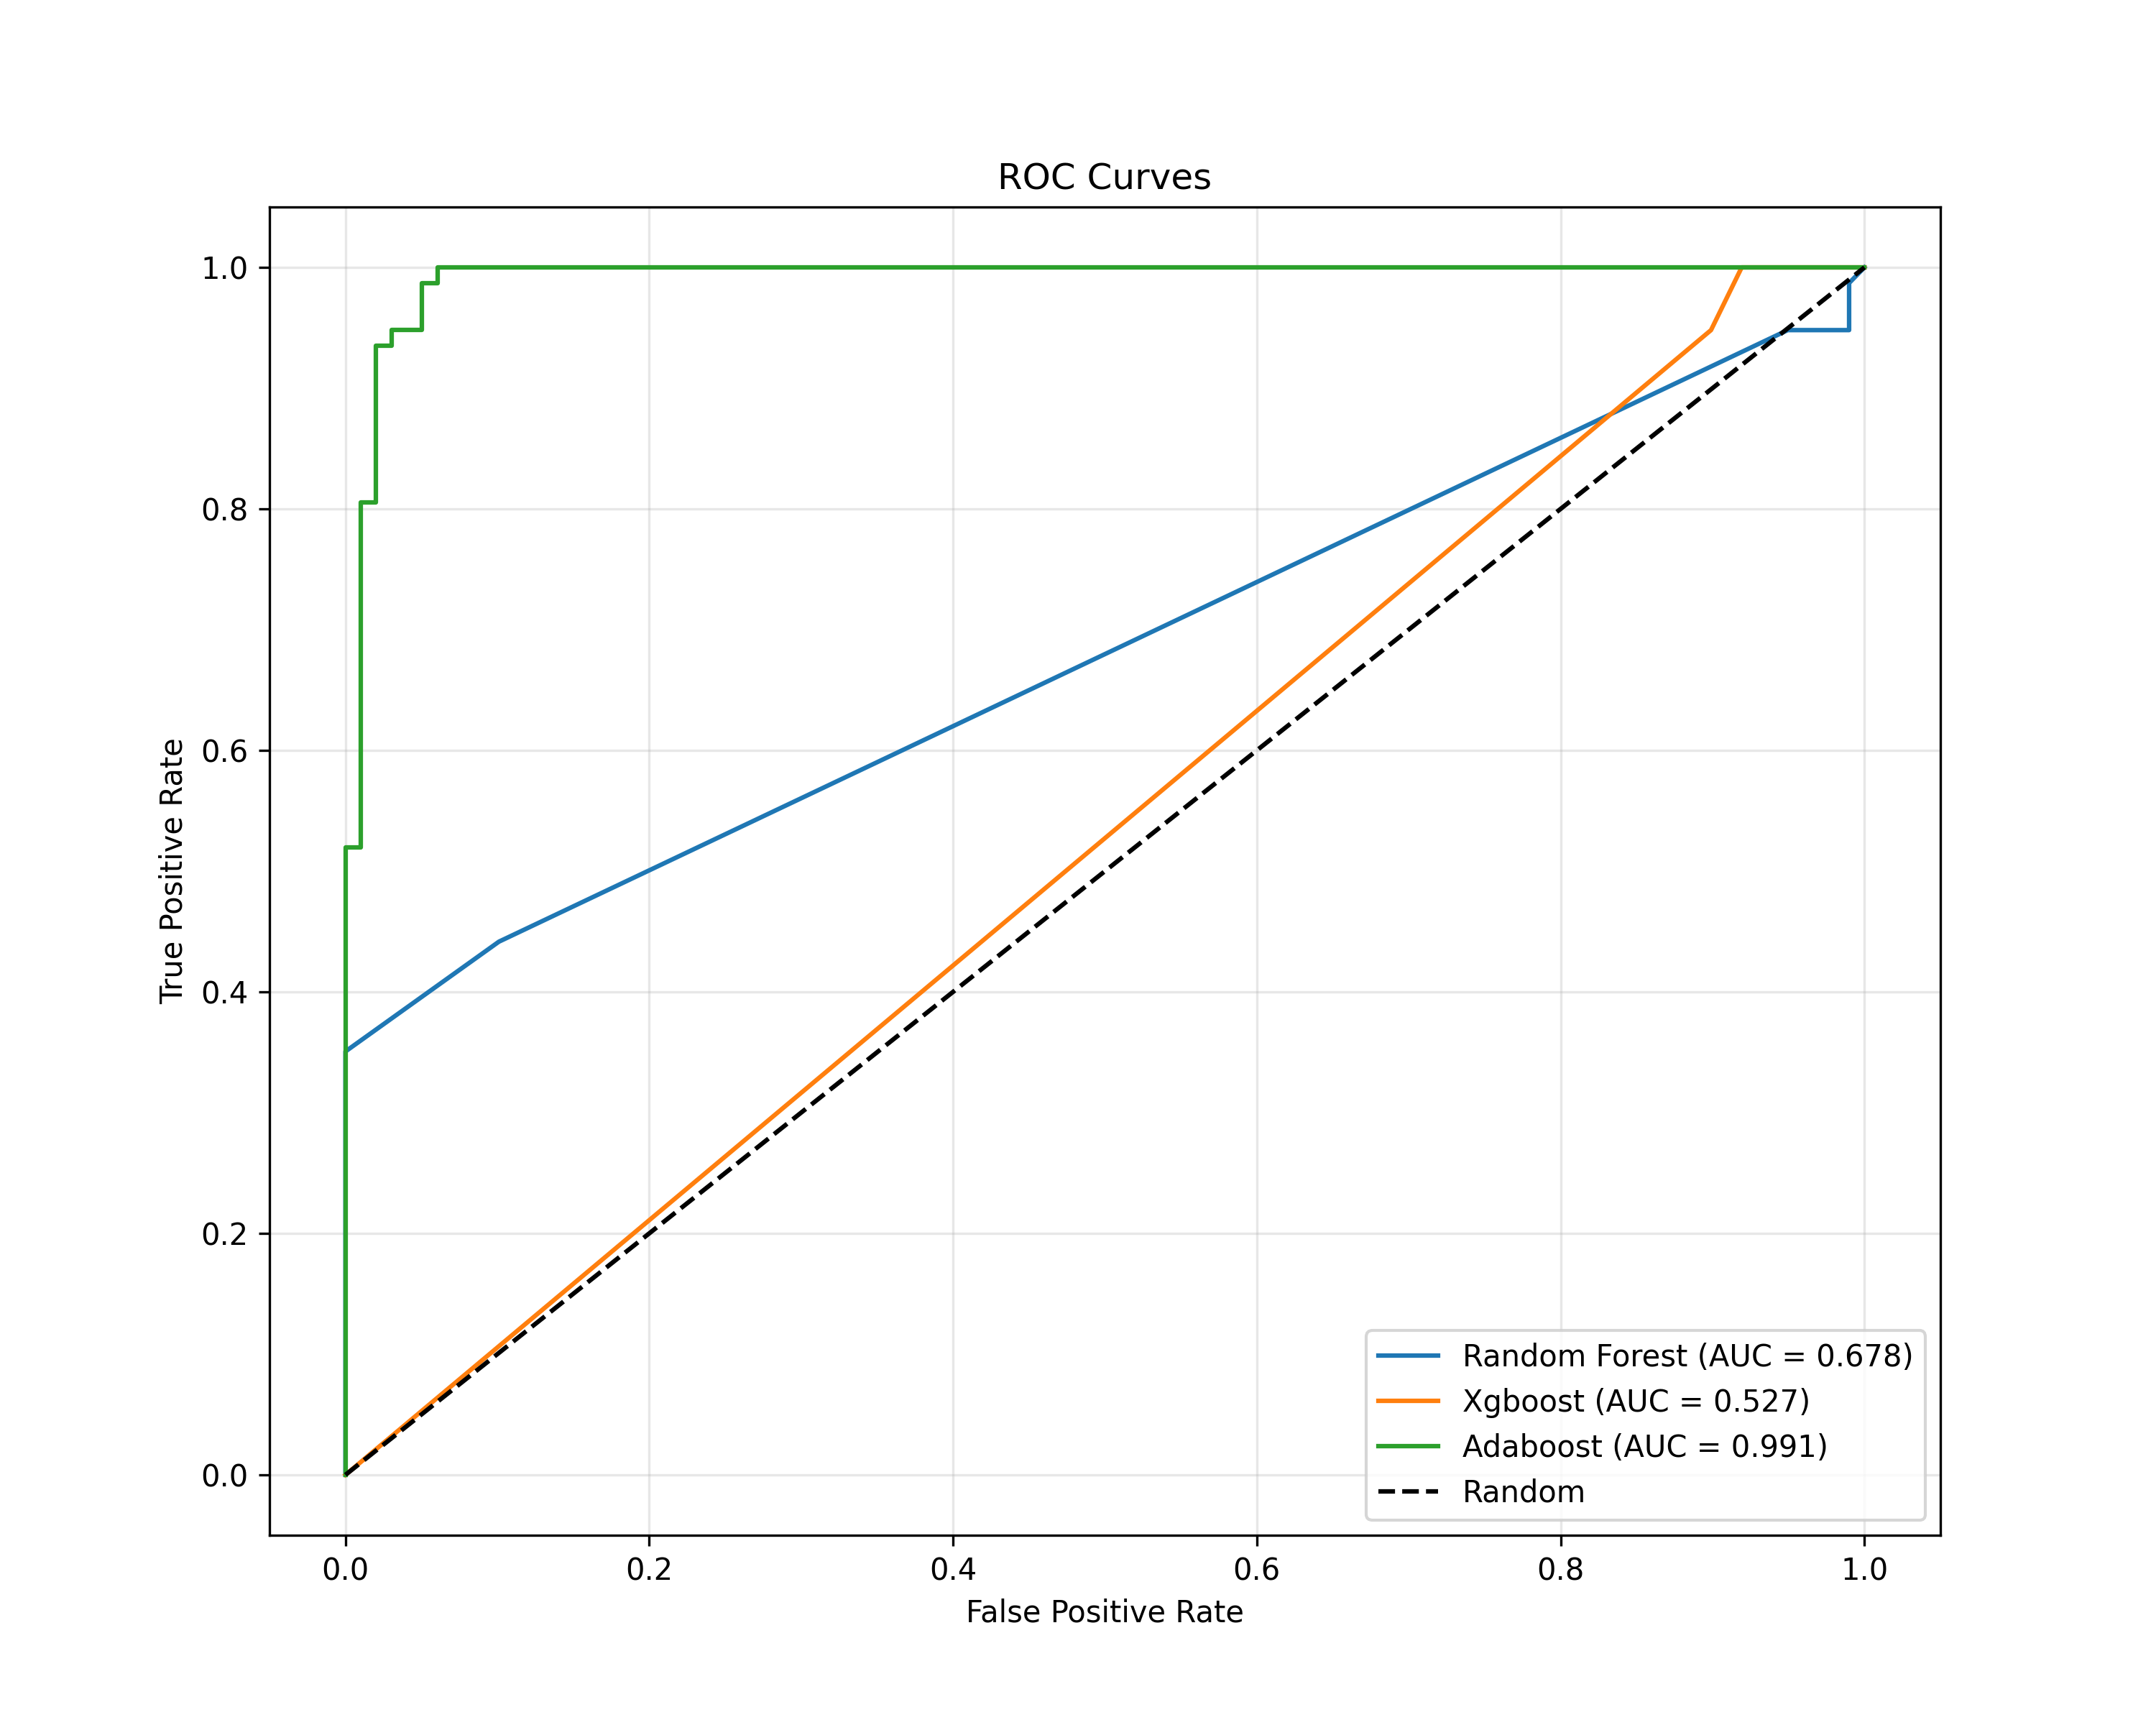 ROC Curves
True Positive Rate
1.0
0.8
0.6
0.4
0.2
0.0
0.0 0.2 0.4 0.6 0.8 1.0
False Positive Rate
Random Forest (AUC = 0.678)
Xgboost (AUC = 0.527)
Adaboost (AUC = 0.991)
Random